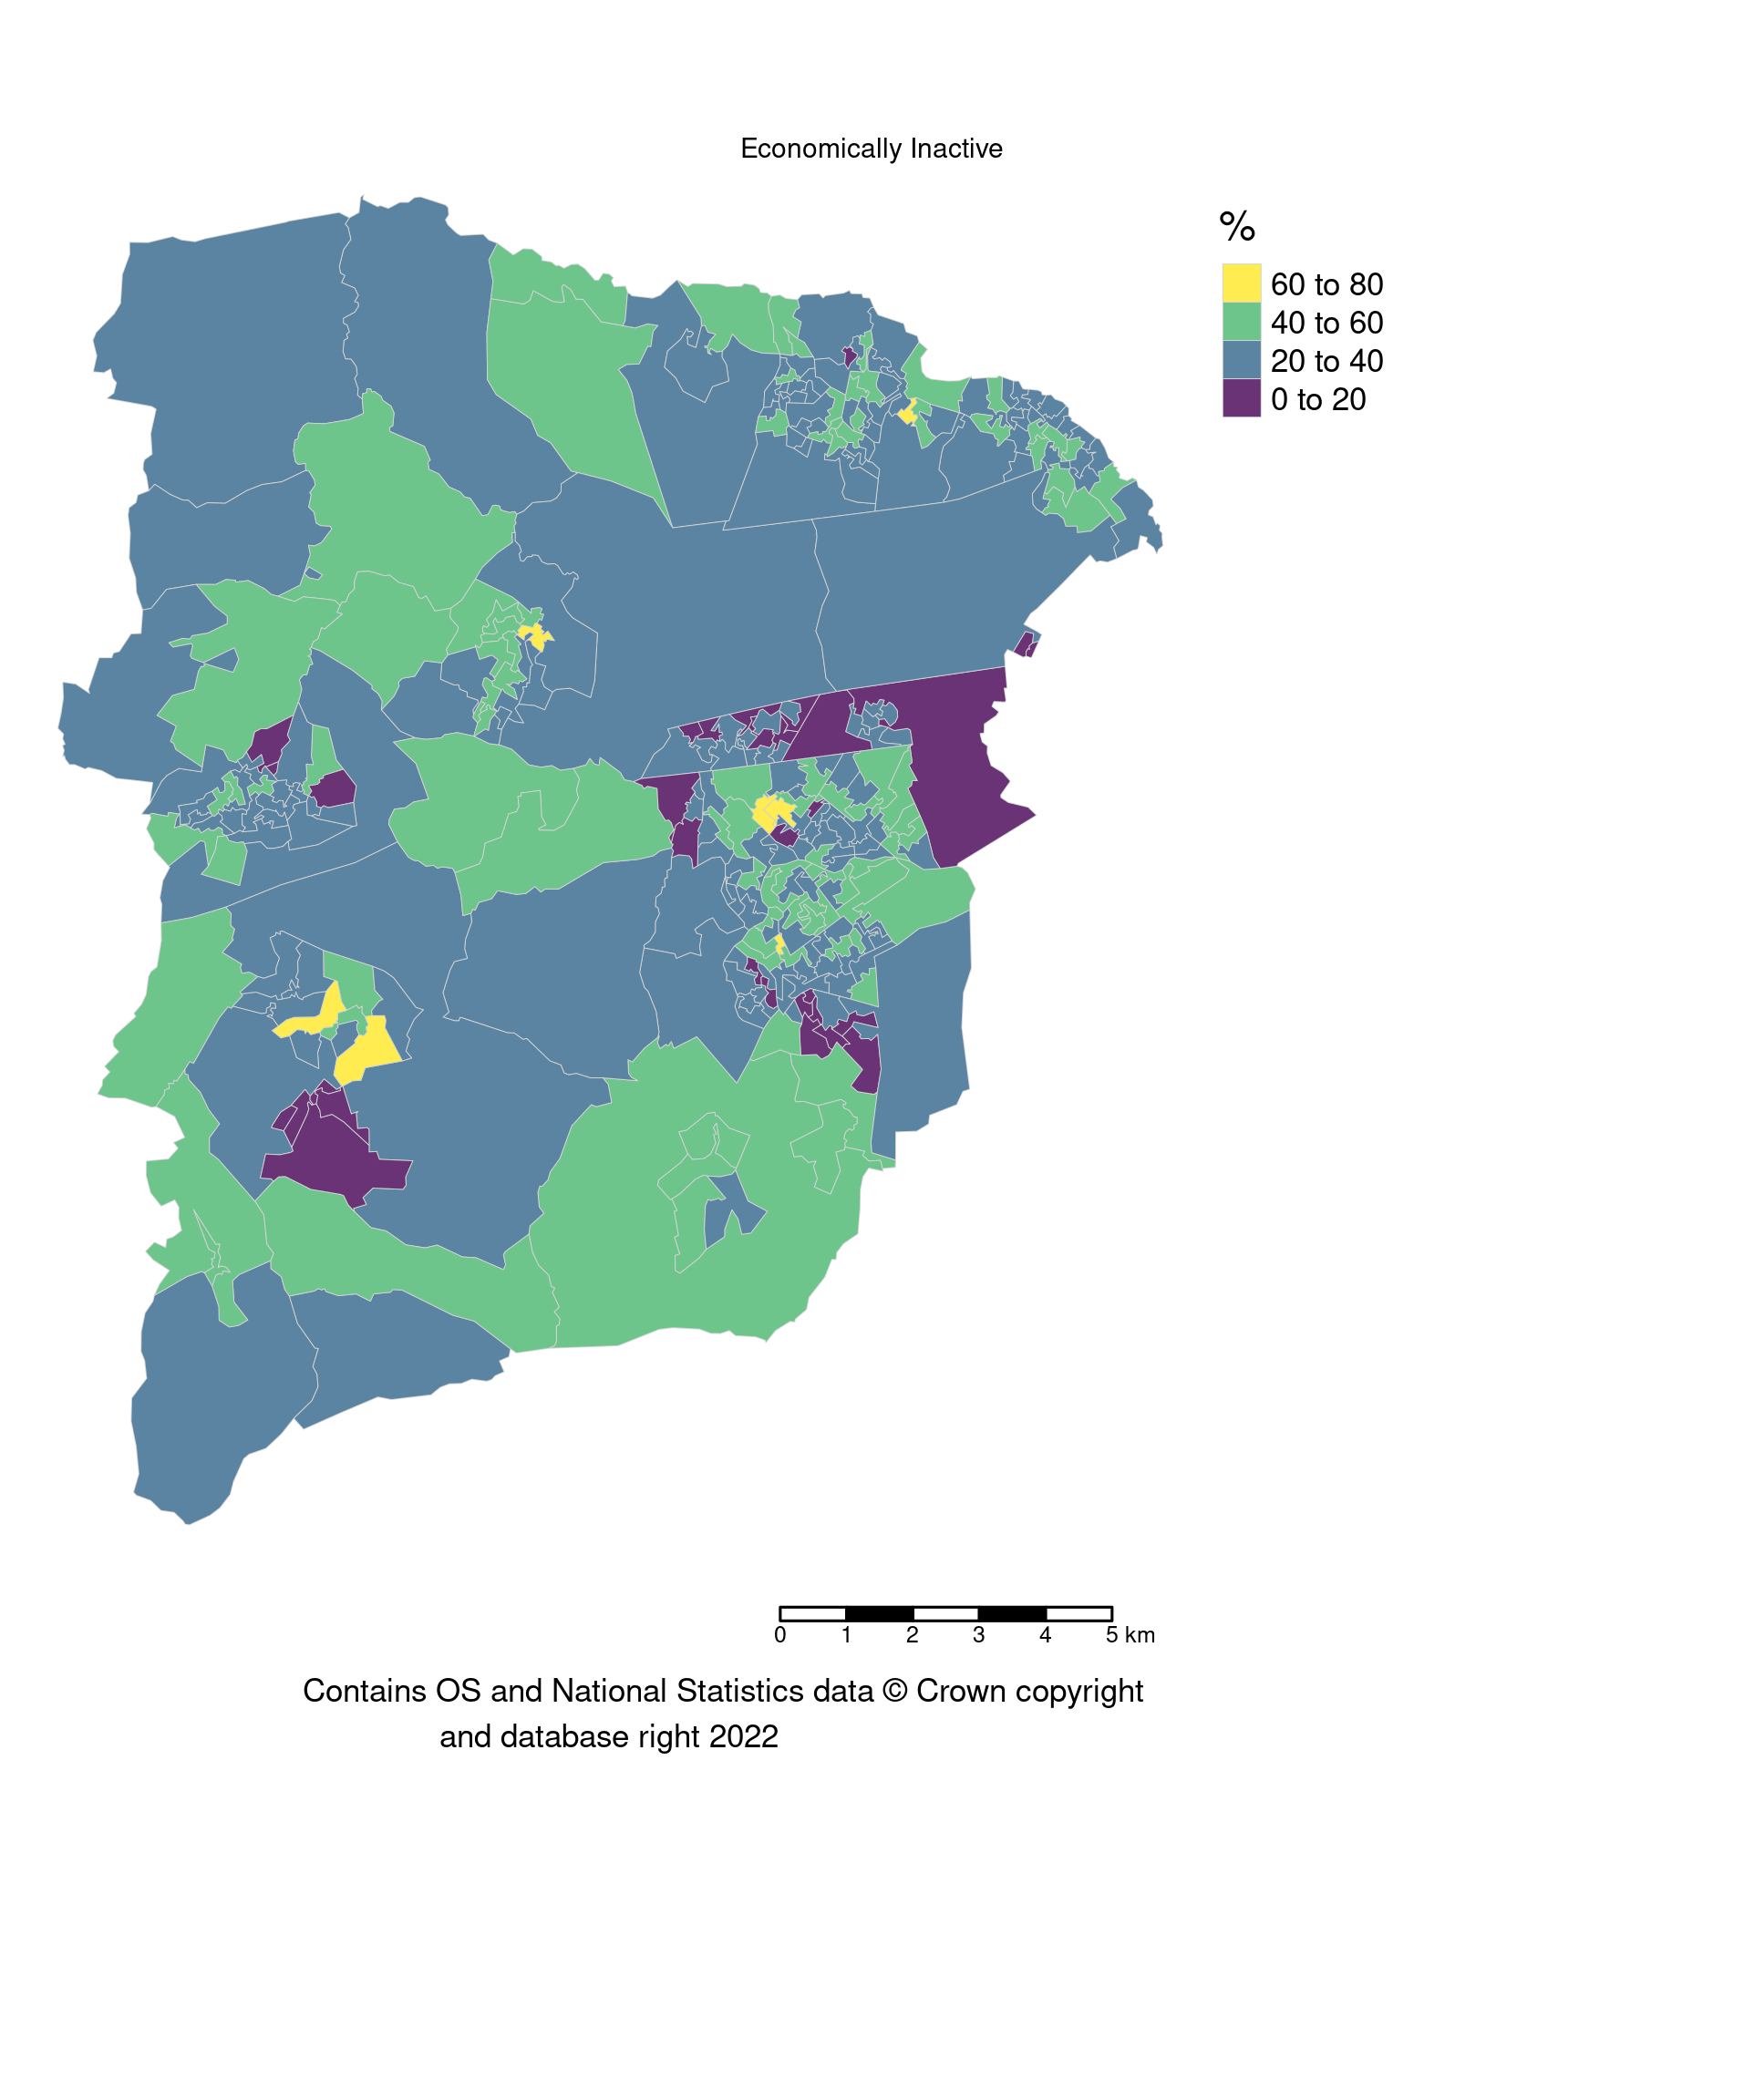 Economically Inactive
%
60 to 80
40 to 60
20 to 40
0 to 20
0 1 2 3 4 5 km
Contains OS and National Statistics data © Crown copyright
and database right 2022